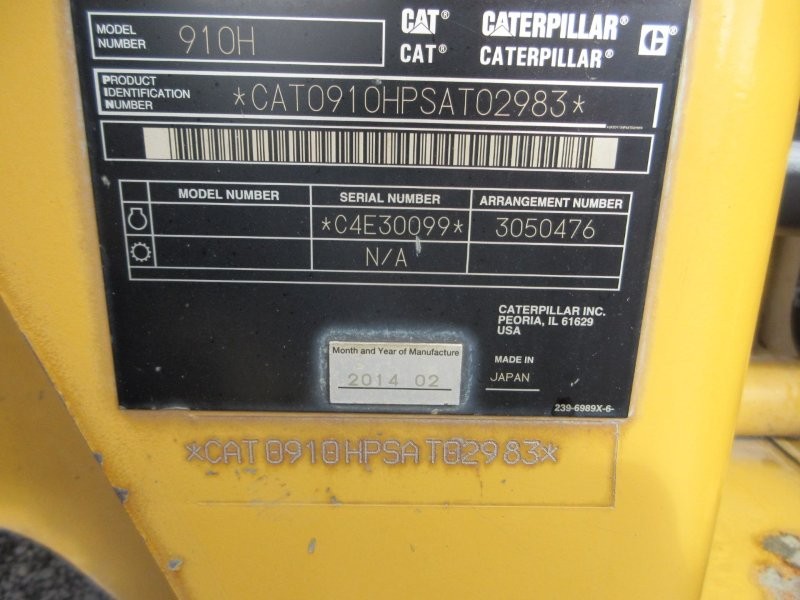 MODEL NUMBER 910H
CAT® CATERPILLAR®
CAT® CATERPILLAR®
PRODUCT IDENTIFICATION NUMBER *CAT0910HPSAT02983*
MODEL NUMBER SERIAL NUMBER ARRANGEMENT NUMBER
*C4E30099* 3050476
N/A
CATERPILLAR INC.
PEORIA, IL 61629
USA
Month and Year of Manufacture
2014 02
MADE IN
JAPAN
239-6989X-6-
*CAT0910HPSAT02983*